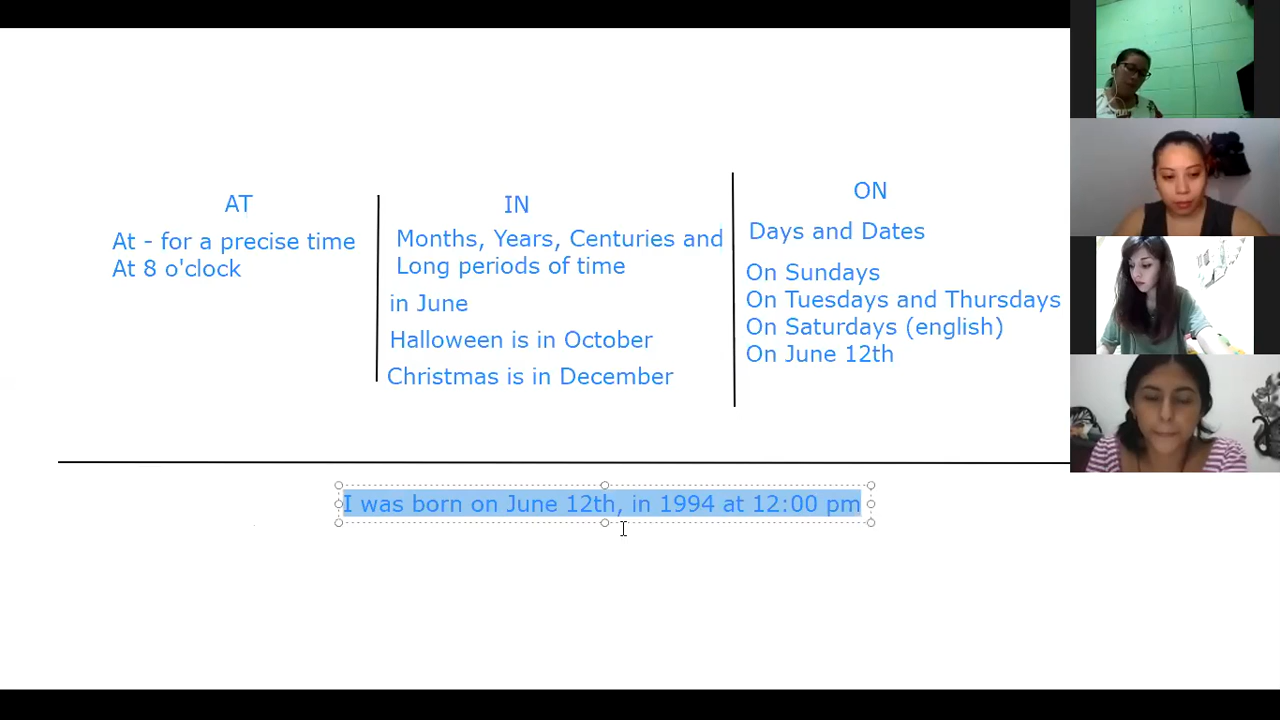 AT
At - for a precise time
At 8 o'clock
IN
Months, Years, Centuries and
Long periods of time
in June
Halloween is in October
Christmas is in December
ON
Days and Dates
On Sundays
On Tuesdays and Thursdays
On Saturdays (english)
On June 12th
I was born on June 12th, in 1994 at 12:00 pm